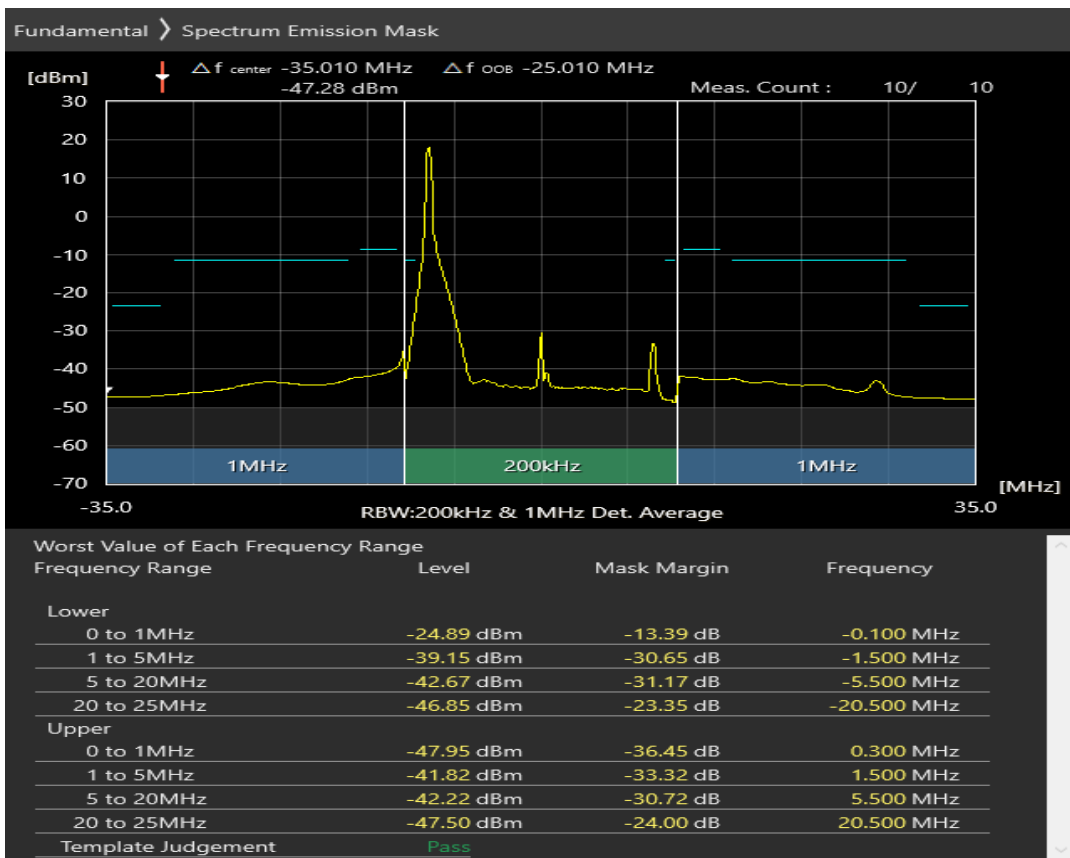 Fundamental 〉 Spectrum Emission Mask
[dBm] △f center -35.010 MHz △f OOB -25.010 MHz
-47.28 dBm Meas. Count : 10/ 10
30
20
10
0
-10
-20
-30
-40
-50
-60
-70
1MHz 200kHz 1MHz
[MHz]
-35.0 RBW:200kHz & 1MHz Det. Average 35.0
Worst Value of Each Frequency Range
Frequency Range Level Mask Margin Frequency
Lower
0 to 1MHz -24.89 dBm -13.39 dB -0.100 MHz
1 to 5MHz -39.15 dBm -30.65 dB -1.500 MHz
5 to 20MHz -42.67 dBm -31.17 dB -5.500 MHz
20 to 25MHz -46.85 dBm -23.35 dB -20.500 MHz
Upper
0 to 1MHz -47.95 dBm -36.45 dB 0.300 MHz
1 to 5MHz -41.82 dBm -33.32 dB 1.500 MHz
5 to 20MHz -42.22 dBm -30.72 dB 5.500 MHz
20 to 25MHz -47.50 dBm -24.00 dB 20.500 MHz
Template Judgement Pass